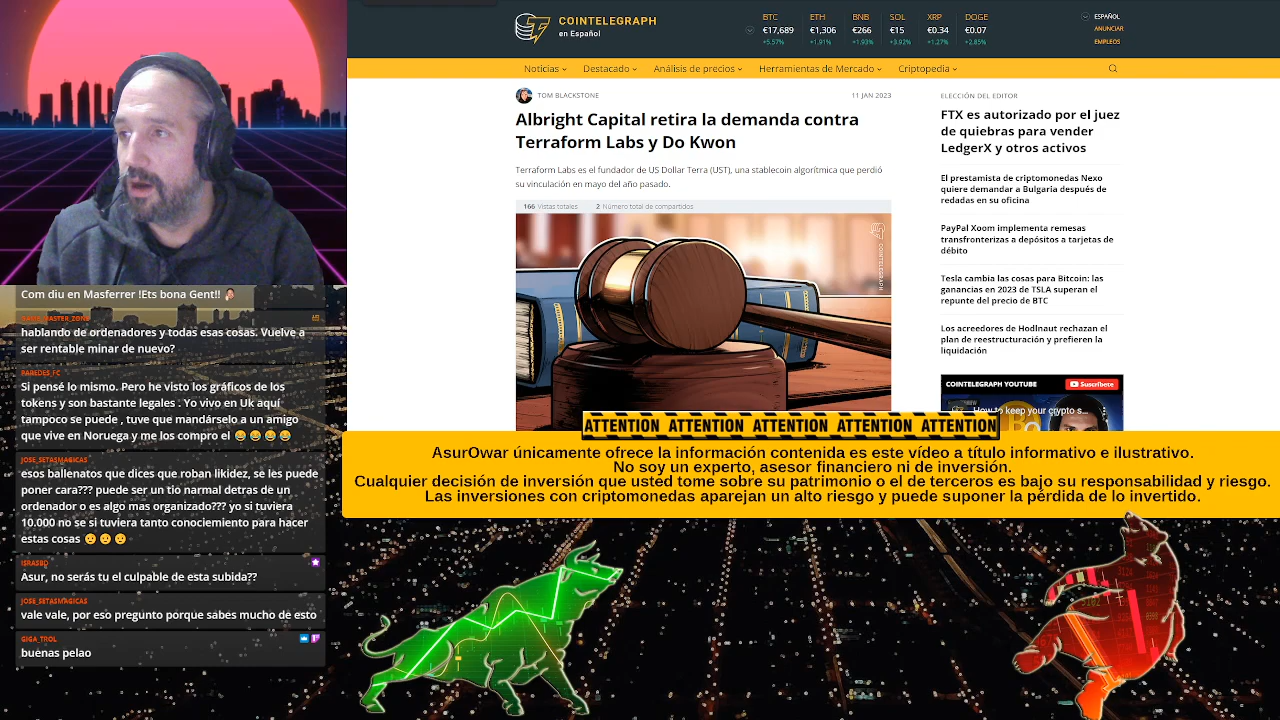 COINTELEGRAPH
en Español
BTC ETH BNB SOL XRP DOGE
€17,689 €1,306 €266 €15 €0.34 €0.07
+5.57% +1.91% +1.93% +3.92% +1.27% +2.85%
ESPAÑOL
ANUNCIAR
EMPLEOS
Noticias Destacado Análisis de precios Herramientas de Mercado Criptopedia
TOM BLACKSTONE 11 JAN 2023
Albright Capital retira la demanda contra
Terraform Labs y Do Kwon
Terraform Labs es el fundador de US Dollar Terra (UST), una stablecoin algorítmica que perdió
su vinculación en mayo del año pasado.
166 Vistas totales 2 Número total de compartidos
COINTELEGRAPH
ELECCIÓN DEL EDITOR
FTX es autorizado por el juez
de quiebras para vender
LedgerX y otros activos
El prestamista de criptomonedas Nexo
quiere demandar a Bulgaria después de
redadas en su oficina
PayPal Xoom implementa remesas
transfronterizas a depósitos a tarjetas de
débito
Tesla cambia las cosas para Bitcoin: las
ganancias en 2023 de TSLA superan el
repunte del precio de BTC
Los acreedores de Hodlnaut rechazan el
plan de reestructuración y prefieren la
liquidación
COINTELEGRAPH YOUTUBE Suscríbete
How to keep your crypto s...
Com diu en Masferrer !Ets bona Gent!!
GAME_MASTER_ZONE
hablando de ordenadores y todas esas cosas. Vuelve a
ser rentable minar de nuevo?
PAREDES_FC
Si pensé lo mismo. Pero he visto los gráficos de los
tokens y son bastante legales . Yo vivo en Uk aquí
tampoco se puede , tuve que mandárselo a un amigo
que vive en Noruega y me los compro el
JOSE_SETASMAGICAS
esos ballenatos que dices que roban likidez, se les puede
poner cara??? puede ser un tio narmal detras de un
ordenador o es algo mas organizado??? yo si tuviera
10.000 no se si tuviera tanto conociemiento para hacer
estas cosas
ISRASBD
Asur, no serás tu el culpable de esta subida??
JOSE_SETASMAGICAS
vale vale, por eso pregunto porque sabes mucho de esto
GIGA_TROL
buenas pelao
ATTENTION ATTENTION ATTENTION ATTENTION ATTENTION
AsurOwar únicamente ofrece la información contenida es este vídeo a título informativo e ilustrativo.
No soy un experto, asesor financiero ni de inversión.
Cualquier decisión de inversión que usted tome sobre su patrimonio o el de terceros es bajo su responsabilidad y riesgo.
Las inversiones con criptomonedas aparejan un alto riesgo y puede suponer la pérdida de lo invertido.